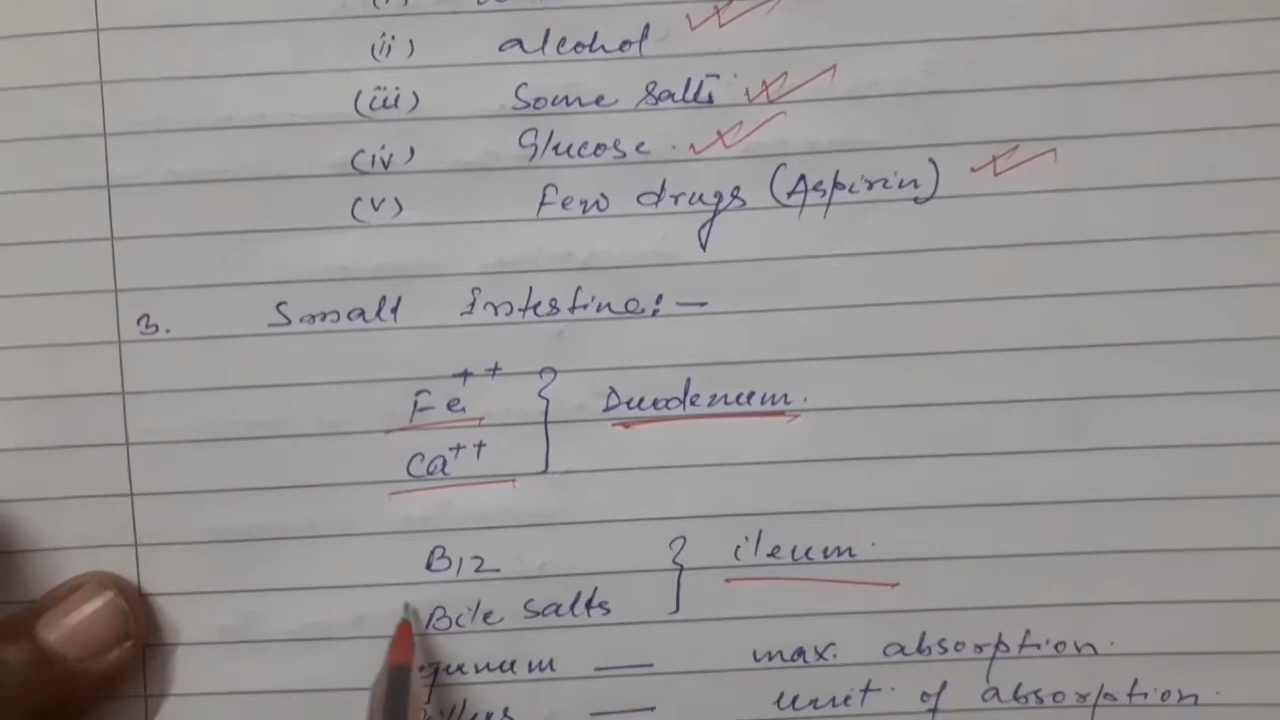 (ii) alcohol
(iii) Some salts
(iv) Glucose.
(v) Few drugs (Aspirin)
3. Small Intestine:-
Fe++
Ca++ } Duodenum.
B12
Bile salts } ileum.
— max. absorption.
— unit of absorption.